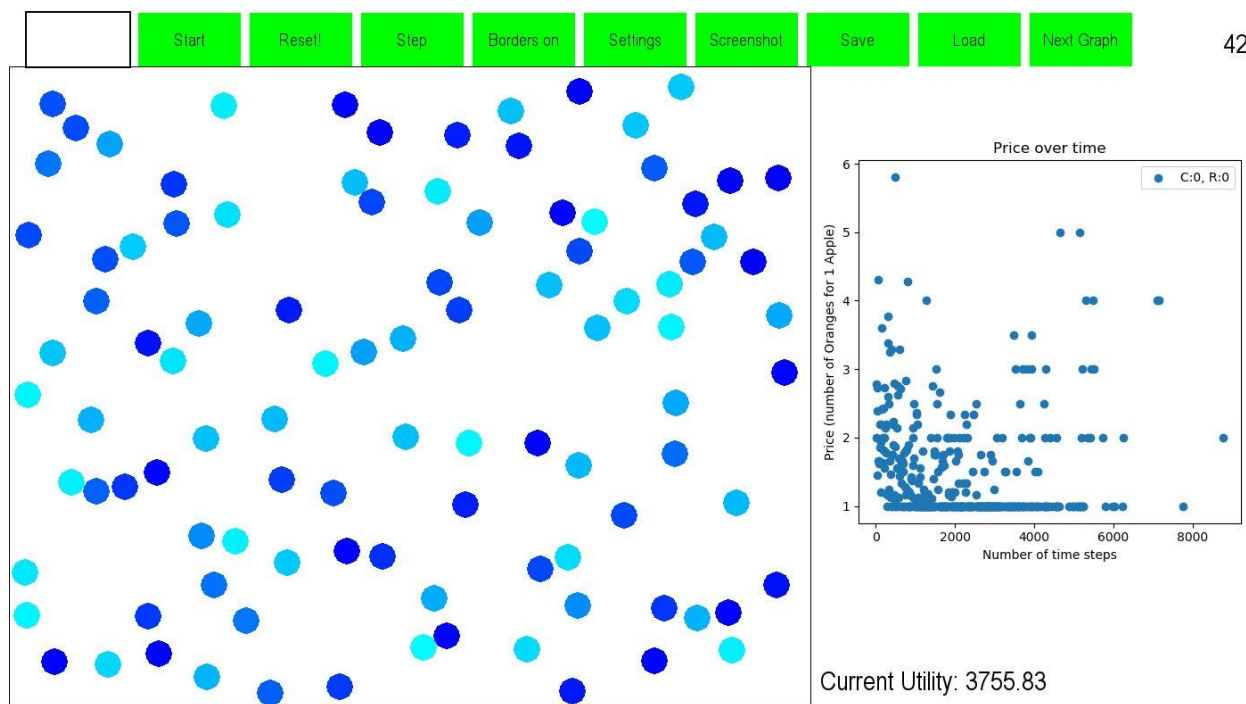 Start
Reset!
Step
Borders on
Settings
Screenshot
Save
Load
Next Graph
42
Price over time
C:0, R:0
Price (number of Oranges for 1 Apple)
6
5
4
3
2
1
0
2000
4000
6000
8000
Number of time steps
Current Utility: 3755.83